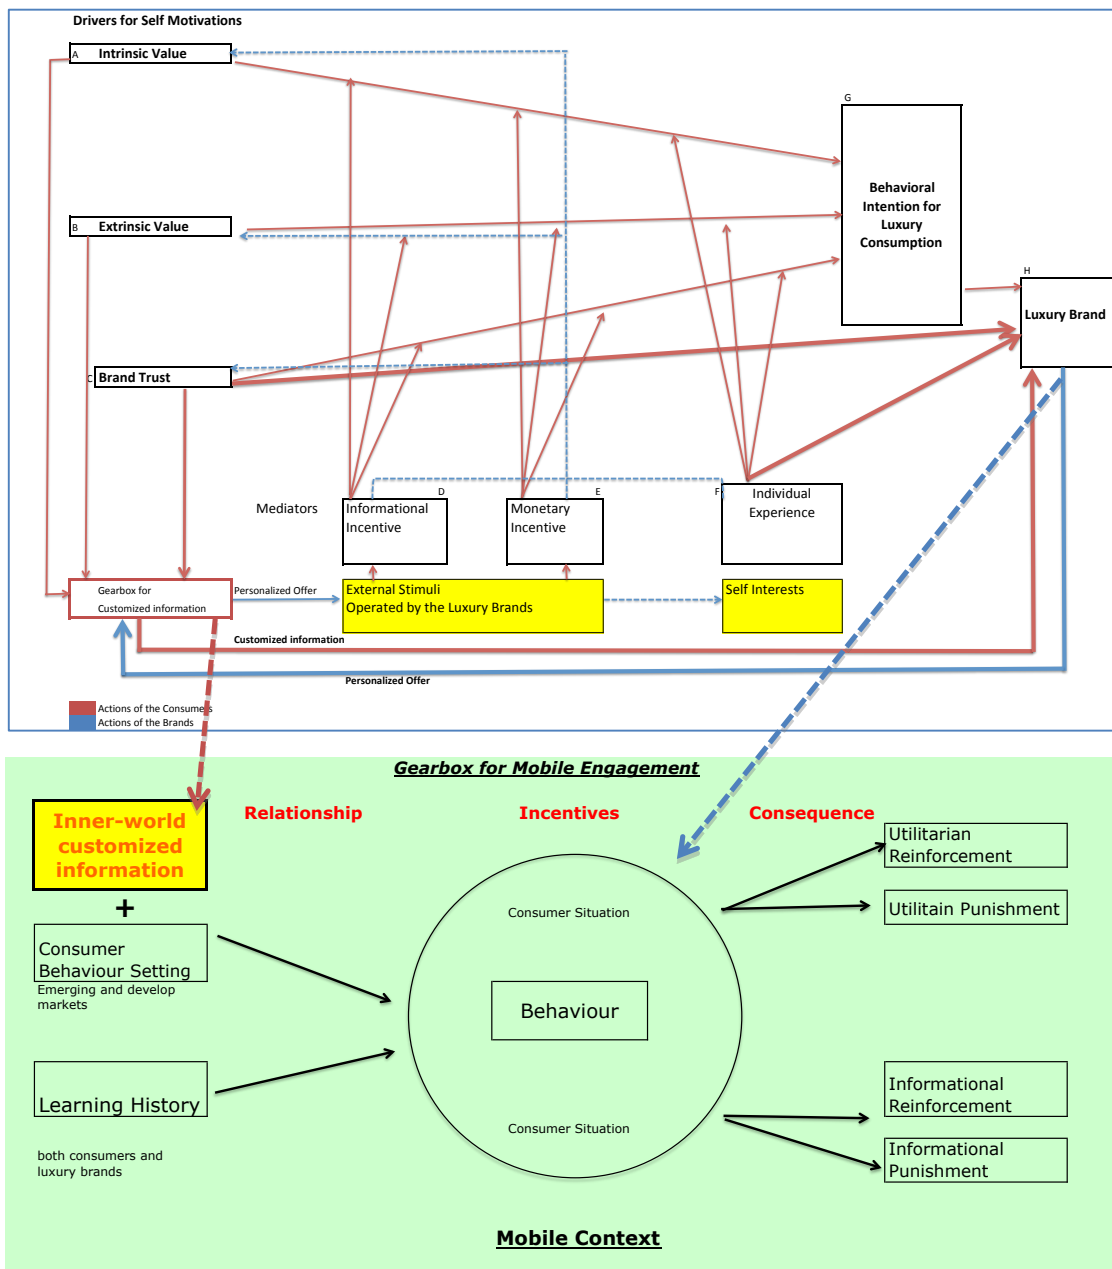 Drivers for Self Motivations
A
Intrinsic Value
G
Behavioral
Intention for
Luxury
Consumption
B
Extrinsic Value
H
Luxury Brand
C
Brand Trust
Mediators
D
Informational
Incentive
E
Monetary
Incentive
F
Individual
Experience
Gearbox for
Customized information
Personalized Offer
External Stimuli
Operated by the Luxury Brands
Self Interests
Customized information
Personalized Offer
Actions of the Consumers
Actions of the Brands
Gearbox for Mobile Engagement
Relationship
Incentives
Consequence
Inner-world
customized
information
+
Consumer
Behaviour Setting
Emerging and develop
markets
Learning History
both consumers and
luxury brands
Consumer Situation
Behaviour
Consumer Situation
Utilitarian
Reinforcement
Utilitain Punishment
Informational
Reinforcement
Informational
Punishment
Mobile Context